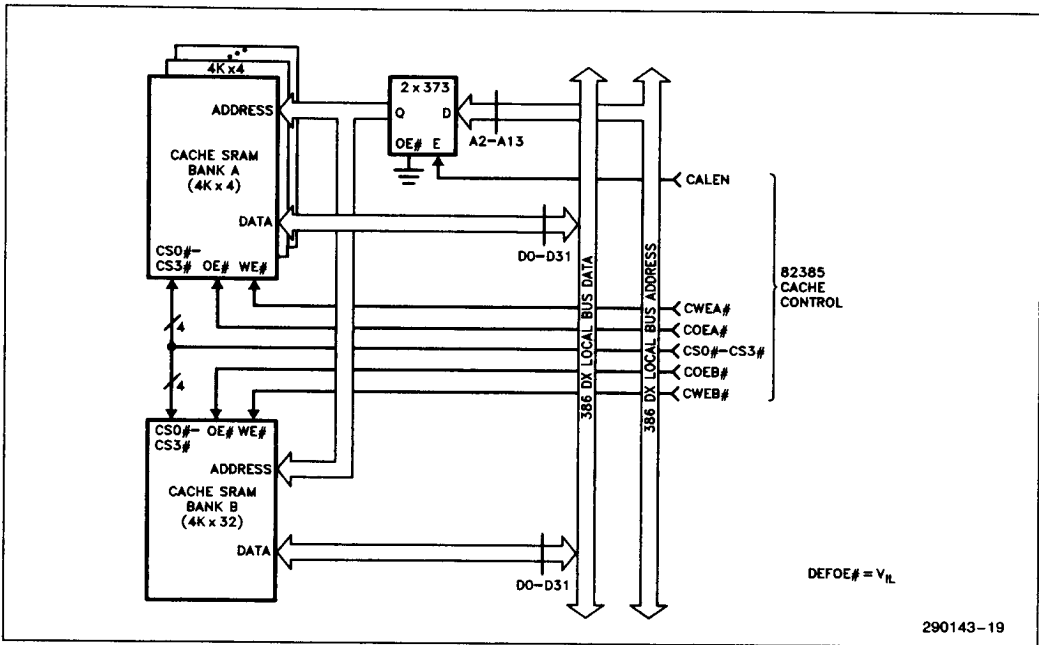 4K x 4
ADDRESS
CACHE SRAM
BANK A
(4K x 4)
DATA
CS0#-
CS3# OE# WE#
2 x 373
Q D
OE# E
A2-A13
CALEN
D0-D31
386 DX LOCAL BUS DATA
386 DX LOCAL BUS ADDRESS
82385
CACHE
CONTROL
CWEA#
COEA#
CS0#-CS3#
COEB#
CWEB#
4
4
CS0#- OE# WE#
CS3#
ADDRESS
CACHE SRAM
BANK B
(4K x 32)
DATA
D0-D31
DEFOE# = VIL
290143-19